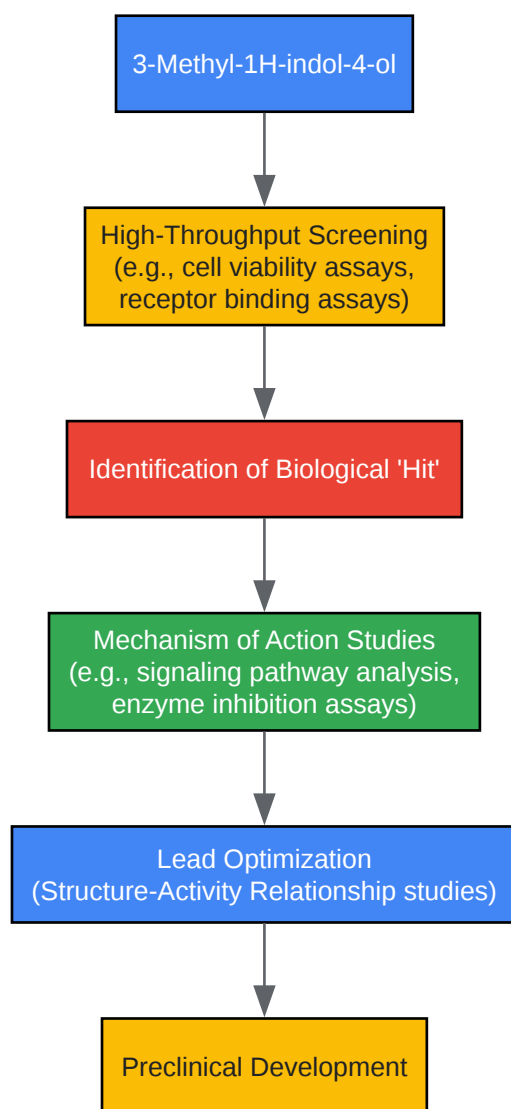 3-Methyl-1H-indol-4-ol
High-Throughput Screening
(e.g., cell viability assays,
receptor binding assays)
Identification of Biological 'Hit'
Mechanism of Action Studies
(e.g., signaling pathway analysis,
enzyme inhibition assays)
Lead Optimization
(Structure-Activity Relationship studies)
Preclinical Development